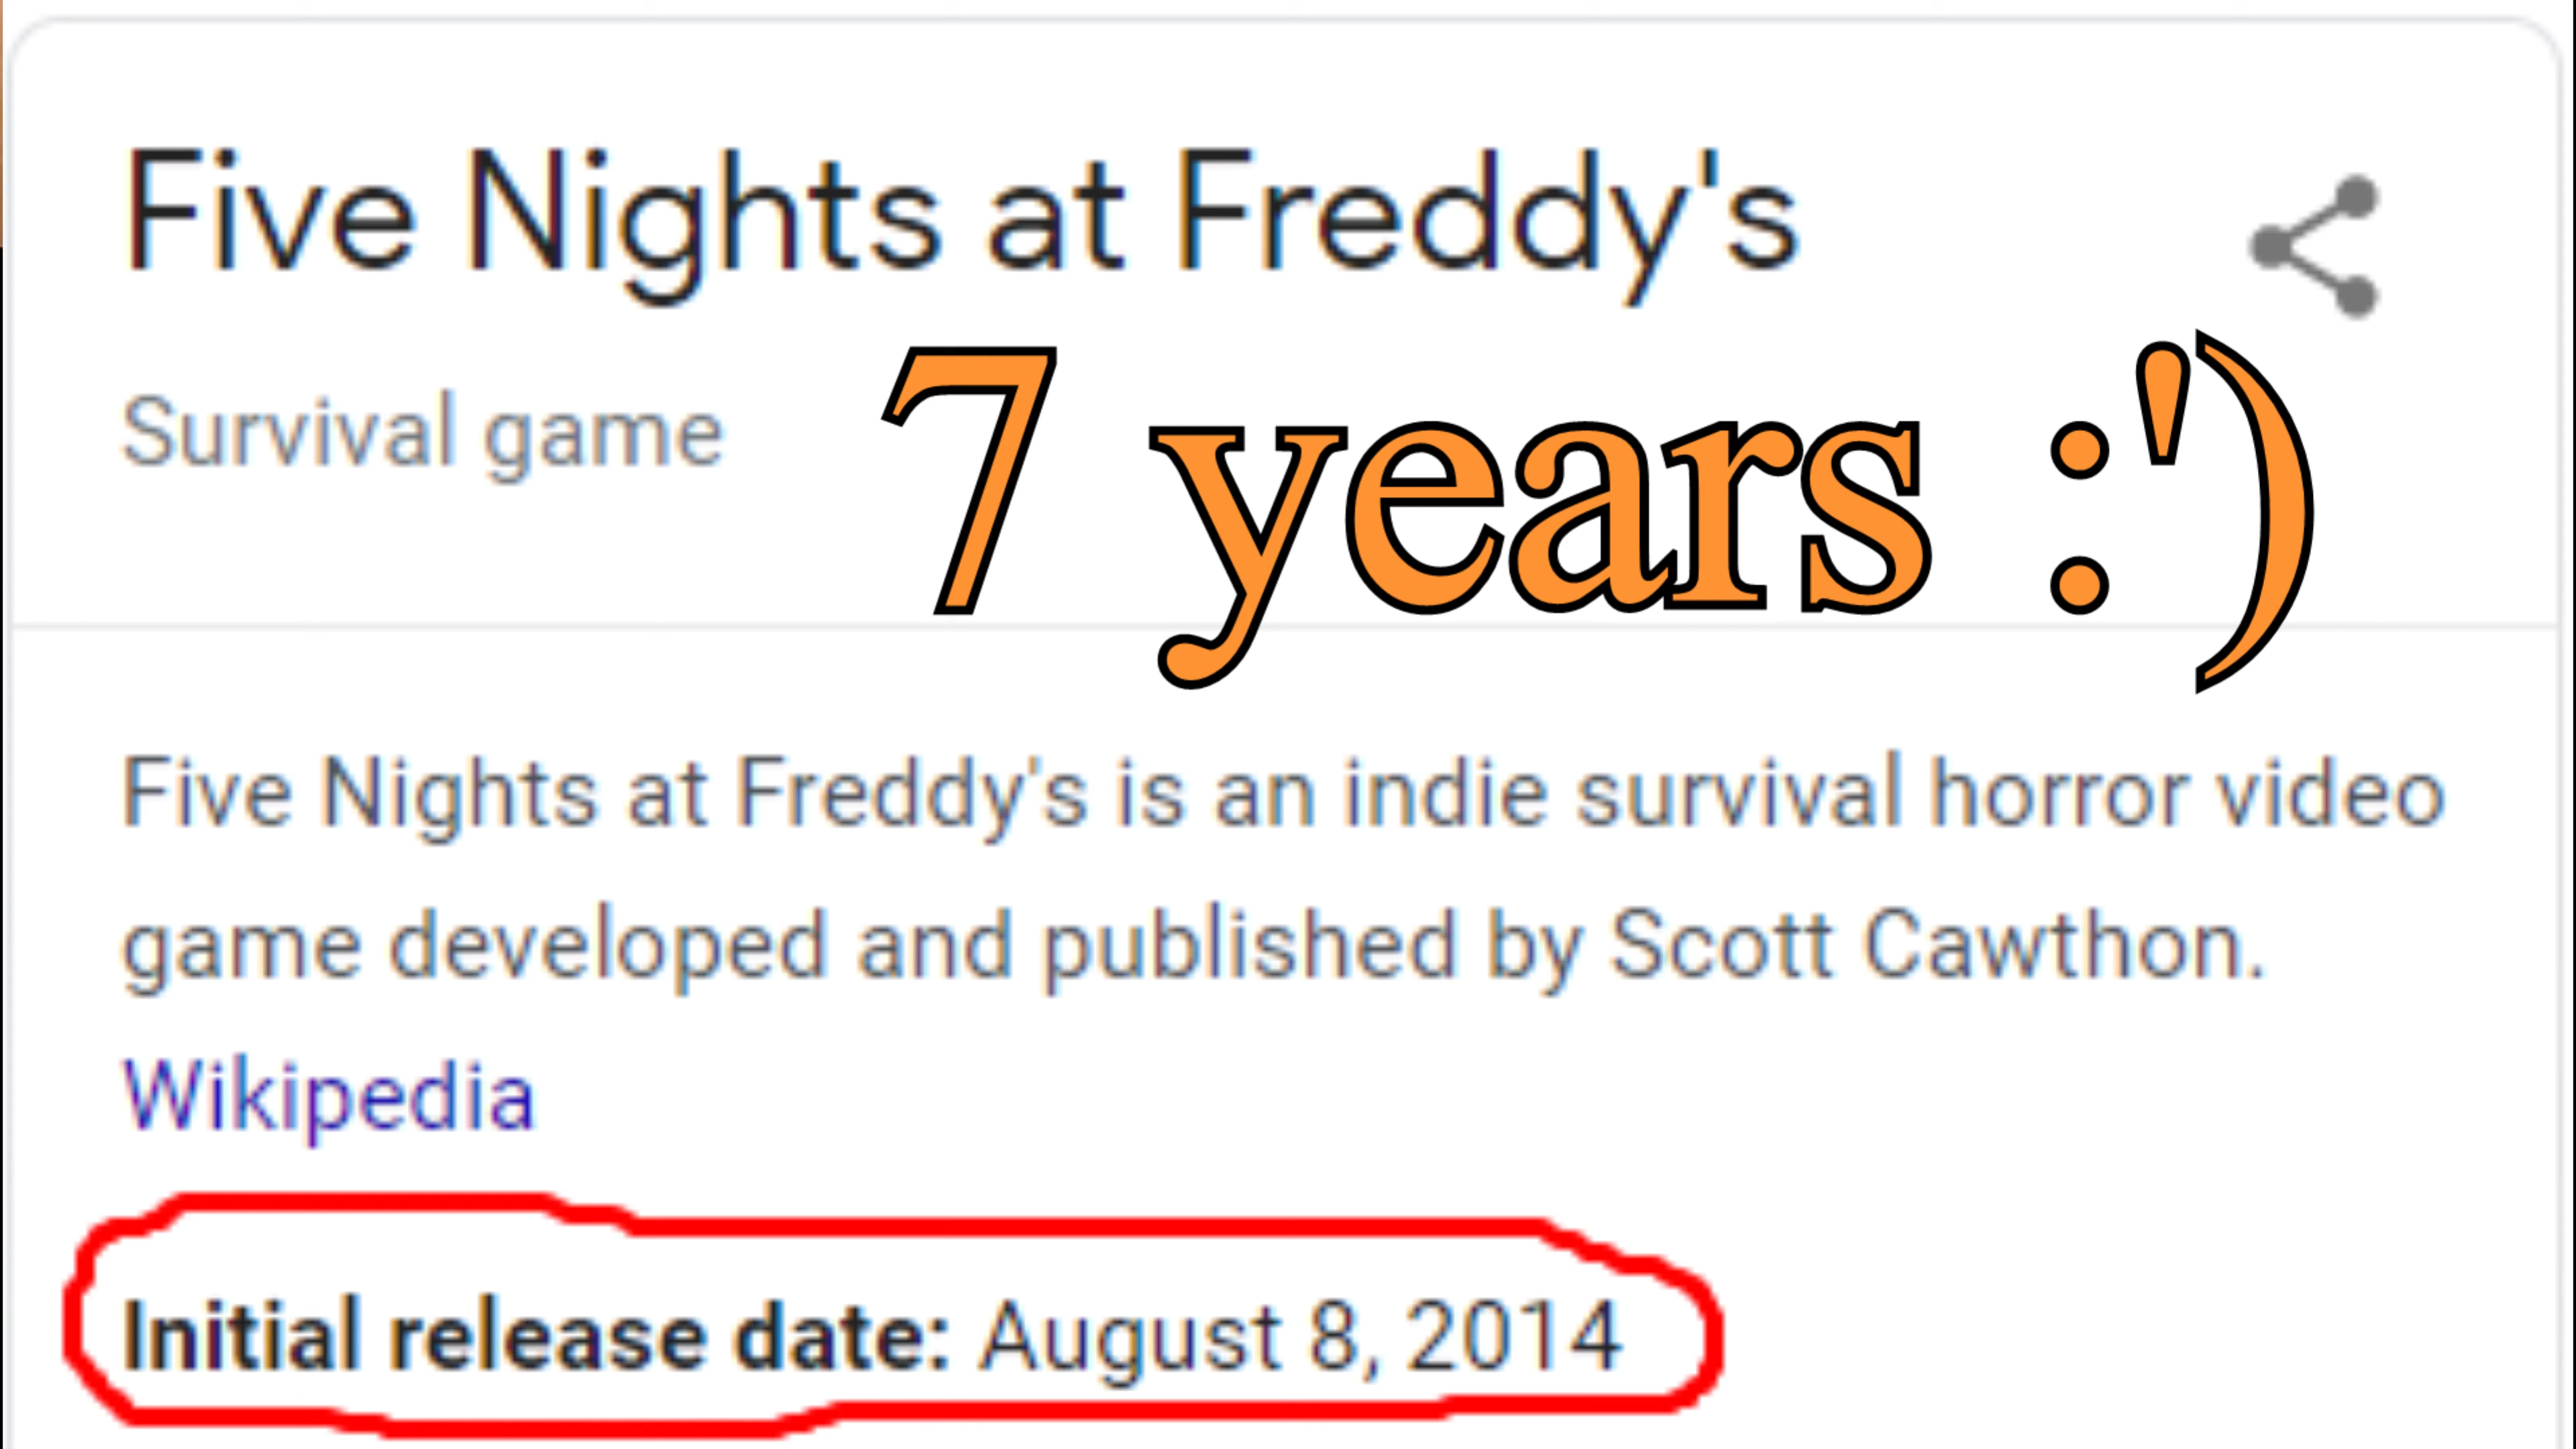 Five Nights at Freddy's
Survival game
7 years :')
Five Nights at Freddy's is an indie survival horror video
game developed and published by Scott Cawthon.
Wikipedia
Initial release date: August 8, 2014